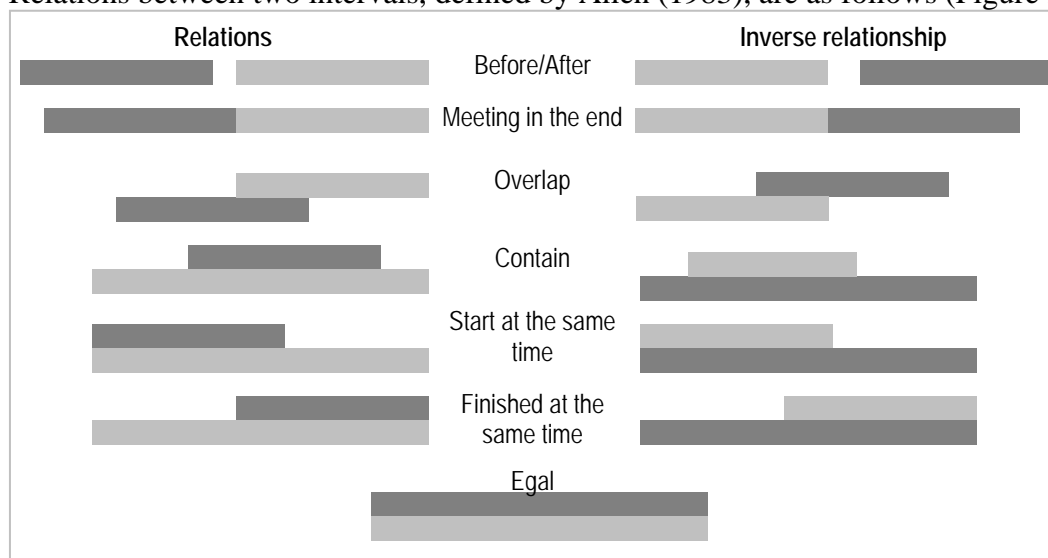 Relations between two intervals, defined by Allen (1983), are as follows (Figure
Relations
Inverse relationship
Before/After
Meeting in the end
Overlap
Contain
Start at the same
time
Finished at the
same time
Egal